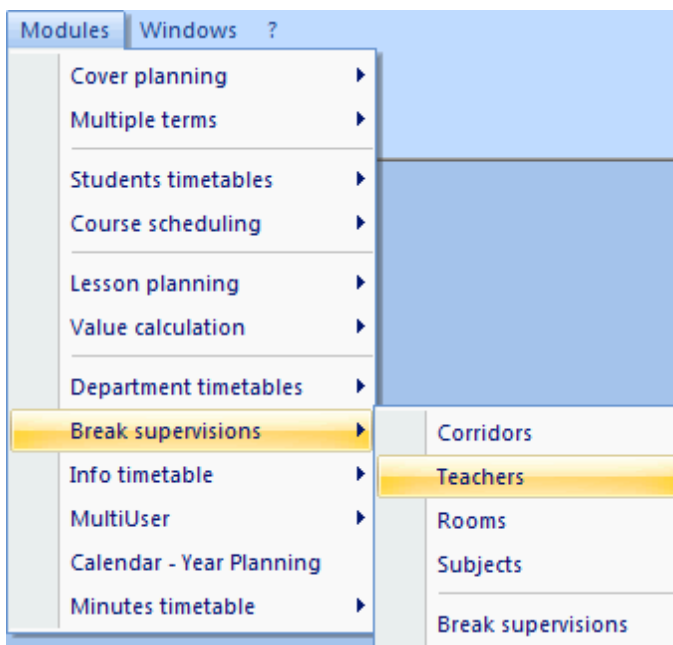 Modules Windows ?
Cover planning
Multiple terms
Students timetables
Course scheduling
Lesson planning
Value calculation
Department timetables
Break supervisions
Info timetable
MultiUser
Calendar - Year Planning
Minutes timetable
Corridors
Teachers
Rooms
Subjects
Break supervisions